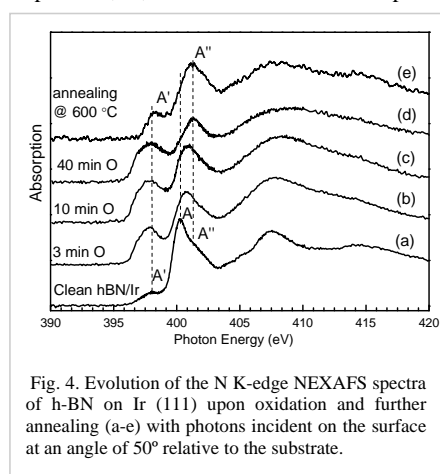 A'
A''
(e)
annealing
@ 600 °C
(d)
40 min O
(c)
10 min O
(b)
3 min O
A
A''
(a)
A'
Clean hBN/Ir
Absorption
390 395 400 405 410 415 420
Photon Energy (eV)
Fig. 4. Evolution of the N K-edge NEXAFS spectra
of h-BN on Ir (111) upon oxidation and further
annealing (a-e) with photons incident on the surface
at an angle of 50º relative to the substrate.